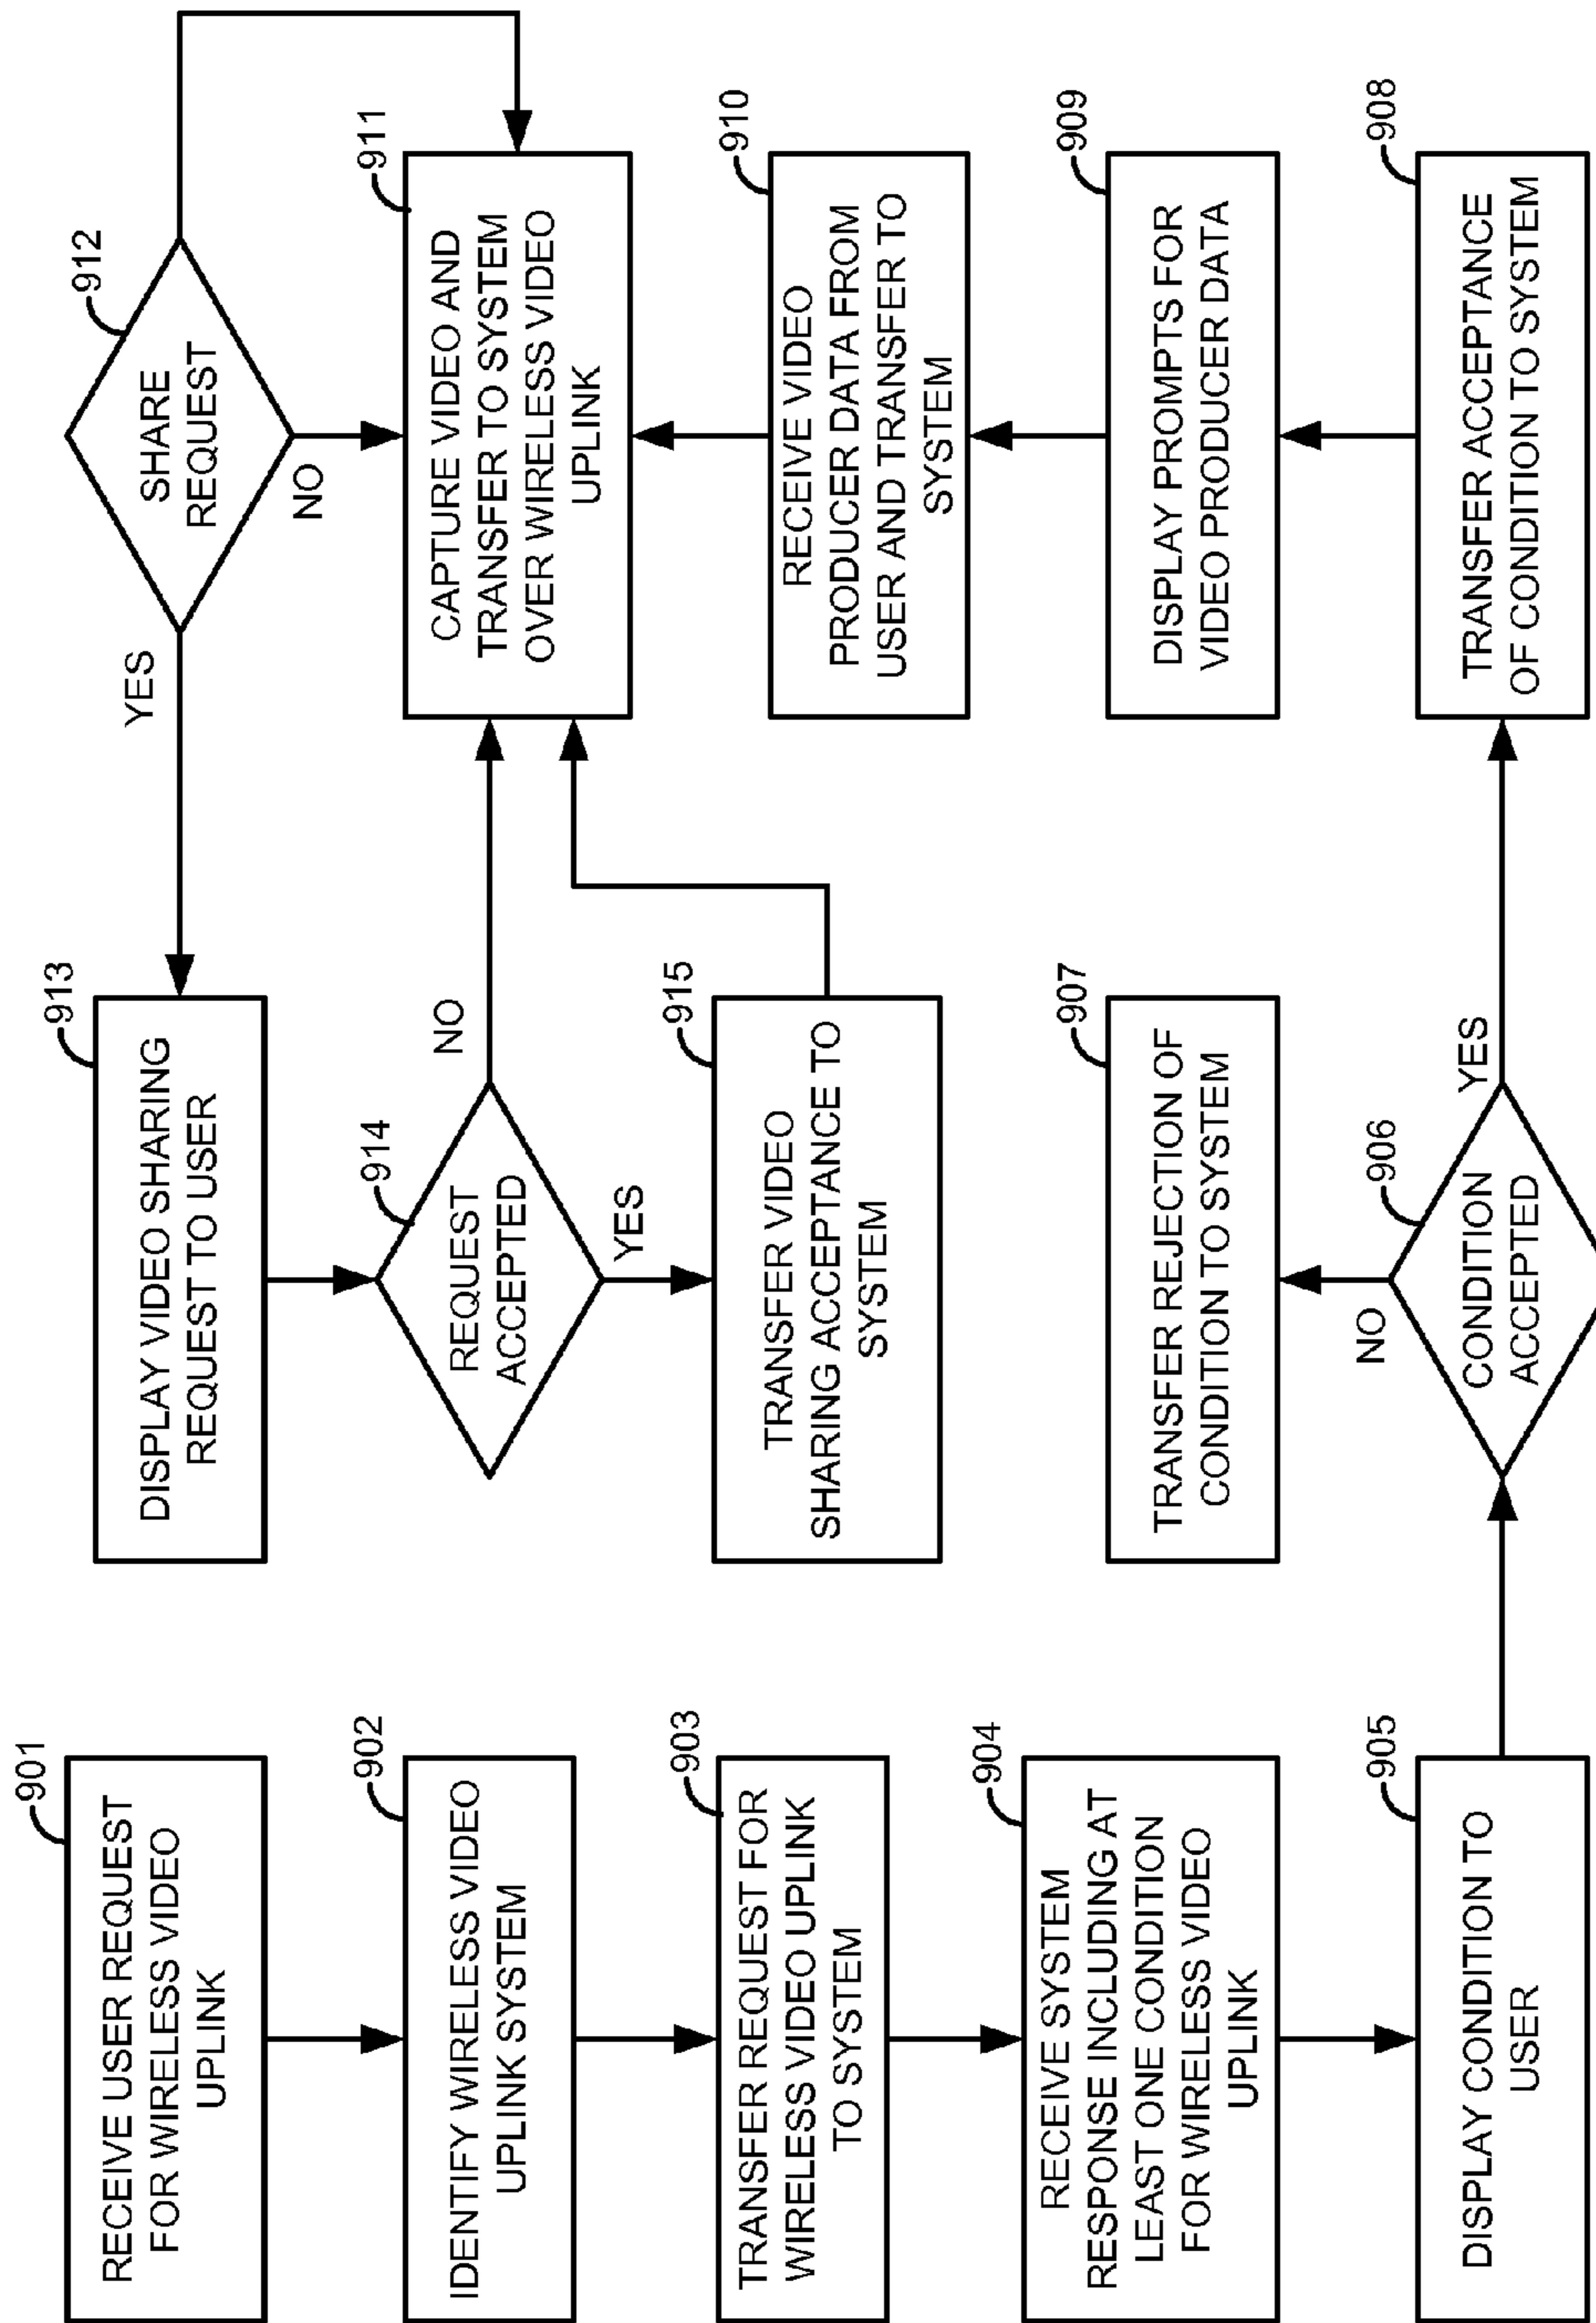 901
RECEIVE USER REQUEST
FOR WIRELESS VIDEO
UPLINK
902
IDENTIFY WIRELESS VIDEO
UPLINK SYSTEM
903
TRANSFER REQUEST FOR
WIRELESS VIDEO UPLINK
TO SYSTEM
904
RECEIVE SYSTEM
RESPONSE INCLUDING AT
LEAST ONE CONDITION
FOR WIRELESS VIDEO
UPLINK
905
DISPLAY CONDITION TO
USER
906
CONDITION
ACCEPTED
NO
YES
907
TRANSFER REJECTION OF
CONDITION TO SYSTEM
908
TRANSFER ACCEPTANCE
OF CONDITION TO SYSTEM
909
DISPLAY PROMPTS FOR
VIDEO PRODUCER DATA
910
RECEIVE VIDEO
PRODUCER DATA FROM
USER AND TRANSFER TO
SYSTEM
911
CAPTURE VIDEO AND
TRANSFER TO SYSTEM
OVER WIRELESS VIDEO
UPLINK
912
SHARE
REQUEST
YES
NO
913
DISPLAY VIDEO SHARING
REQUEST TO USER
914
REQUEST
ACCEPTED
NO
YES
915
TRANSFER VIDEO
SHARING ACCEPTANCE TO
SYSTEM